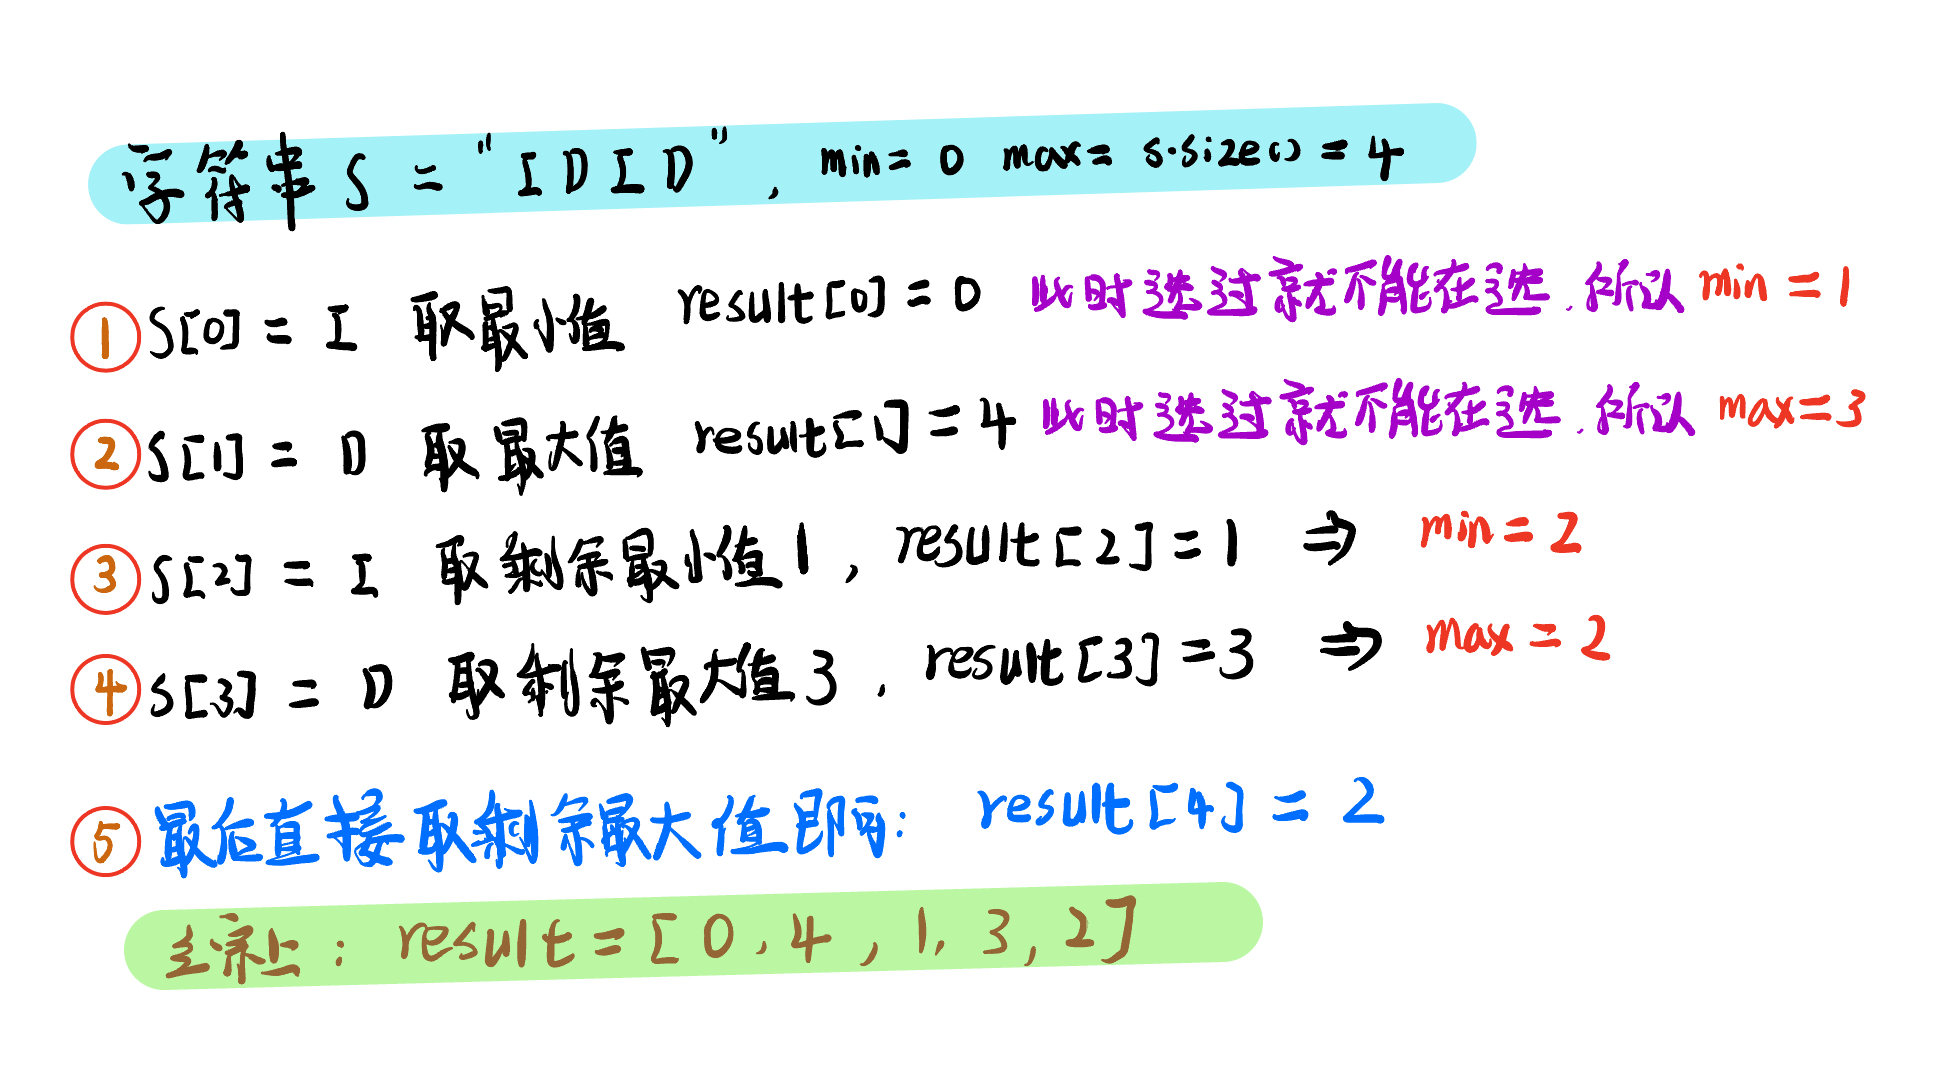 字符串 S = "IDID", min= 0 max= s.size() = 4
① S[0] = I 取最小值 result[0] = 0 此时选过就不能在选.所以 min = 1
② S[1] = D 取最大值 result[1] = 4 此时选过就不能在选.所以 max=3
③ S[2] = I 取剩余最小值1, result[2] = 1 ⇒ min = 2
④ S[3] = D 取剩余最大值3. result[3] = 3 ⇒ max = 2
⑤ 最后直接取剩余最大值即可: result[4] = 2
综上: result = [0.4,1.3,2]